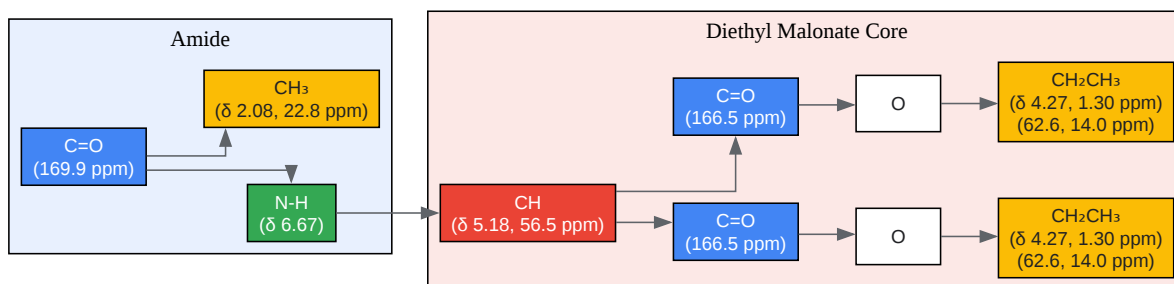 Amide
CH₃
(δ 2.08, 22.8 ppm)
C=O
(169.9 ppm)
N-H
(δ 6.67)
Diethyl Malonate Core
CH
(δ 5.18, 56.5 ppm)
C=O
(166.5 ppm)
O
CH₂CH₃
(δ 4.27, 1.30 ppm)
(62.6, 14.0 ppm)
C=O
(166.5 ppm)
O
CH₂CH₃
(δ 4.27, 1.30 ppm)
(62.6, 14.0 ppm)